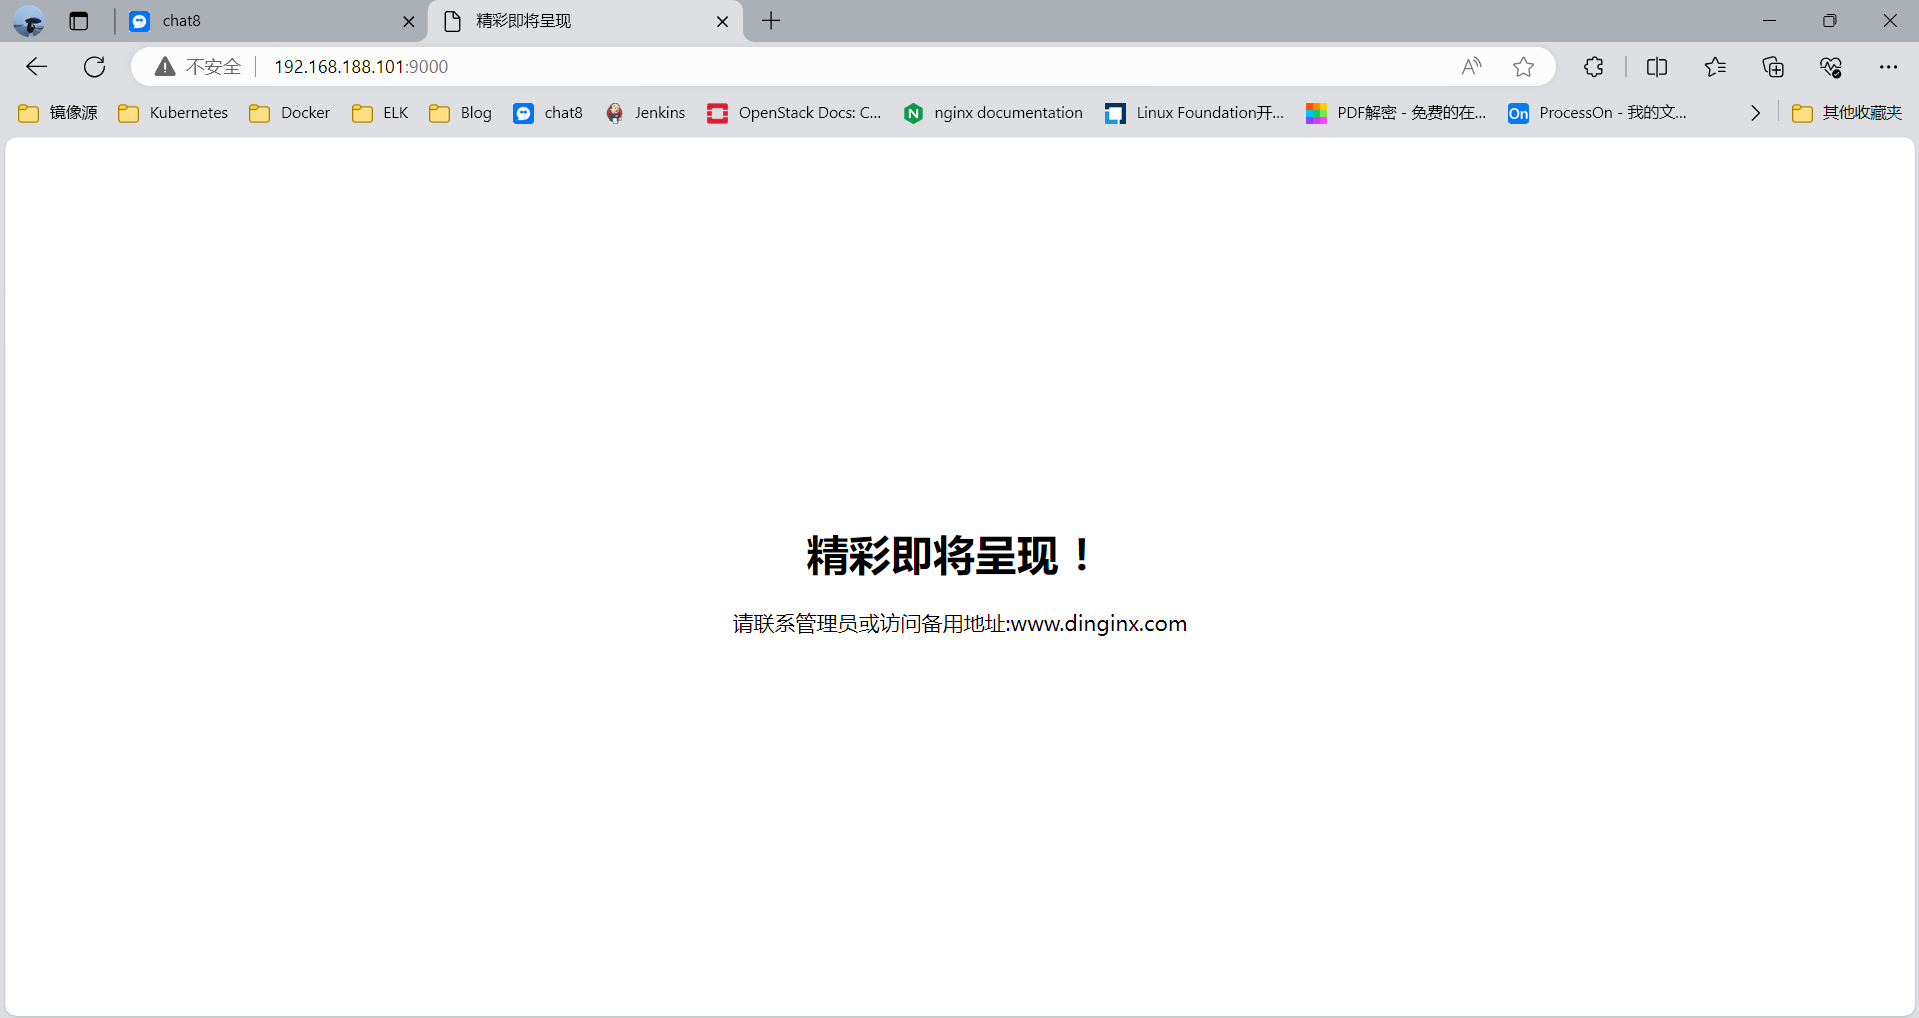 chat8
精彩即将呈现
不安全
192.168.188.101:9000
镜像源
Kubernetes
Docker
ELK
Blog
chat8
Jenkins
OpenStack Docs: C...
nginx documentation
Linux Foundation开...
PDF解密 - 免费的在...
On
ProcessOn - 我的文...
其他收藏夹
精彩即将呈现！
请联系管理员或访问备用地址:www.dinginx.com